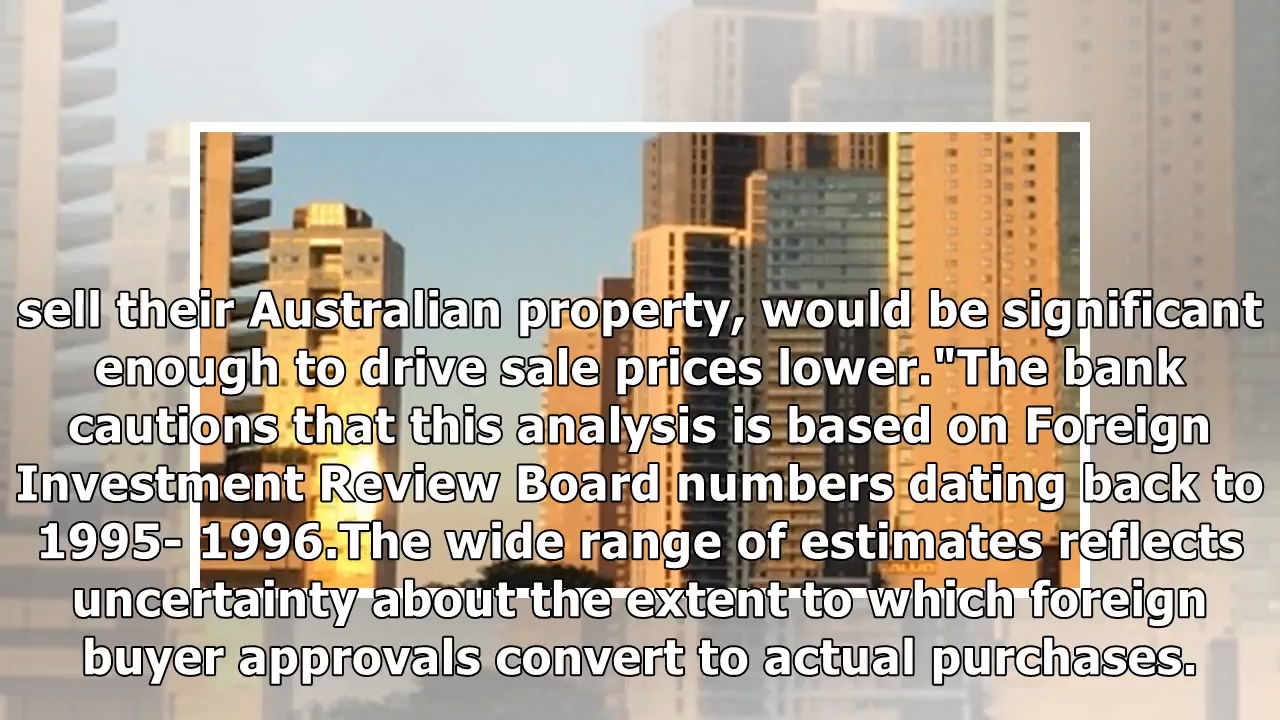 sell their Australian property, would be significant
enough to drive sale prices lower."The bank
cautions that this analysis is based on Foreign
Investment Review Board numbers dating back to
1995- 1996.The wide range of estimates reflects
uncertainty about the extent to which foreign
buyer approvals convert to actual purchases.